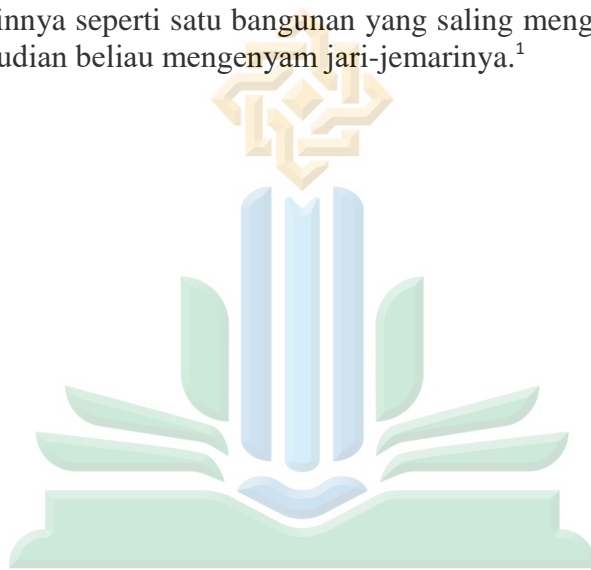 innya seperti satu bangunan yang saling meng
udian beliau mengenyam jari-jemarinya.¹